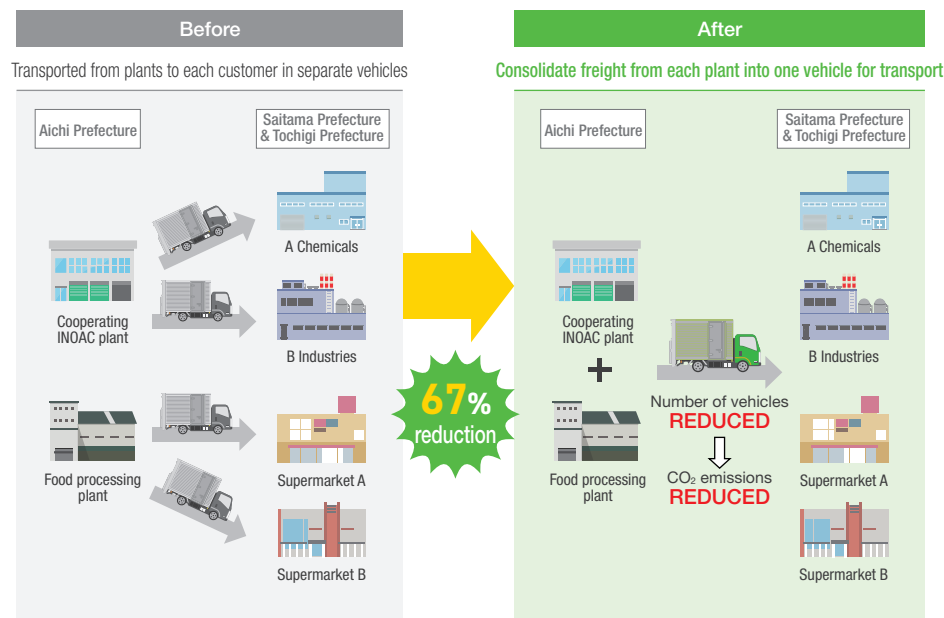 Before
Transported from plants to each customer in separate vehicles
Aichi Prefecture
Saitama Prefecture
& Tochigi Prefecture
A Chemicals
Cooperating
INOAC plant
B Industries
Food processing
plant
Supermarket A
Supermarket B
67%
reduction
After
Consolidate freight from each plant into one vehicle for transport
Aichi Prefecture
Saitama Prefecture
& Tochigi Prefecture
A Chemicals
Cooperating
INOAC plant
+
B Industries
Number of vehicles
REDUCED
CO₂ emissions
REDUCED
Food processing
plant
Supermarket A
Supermarket B